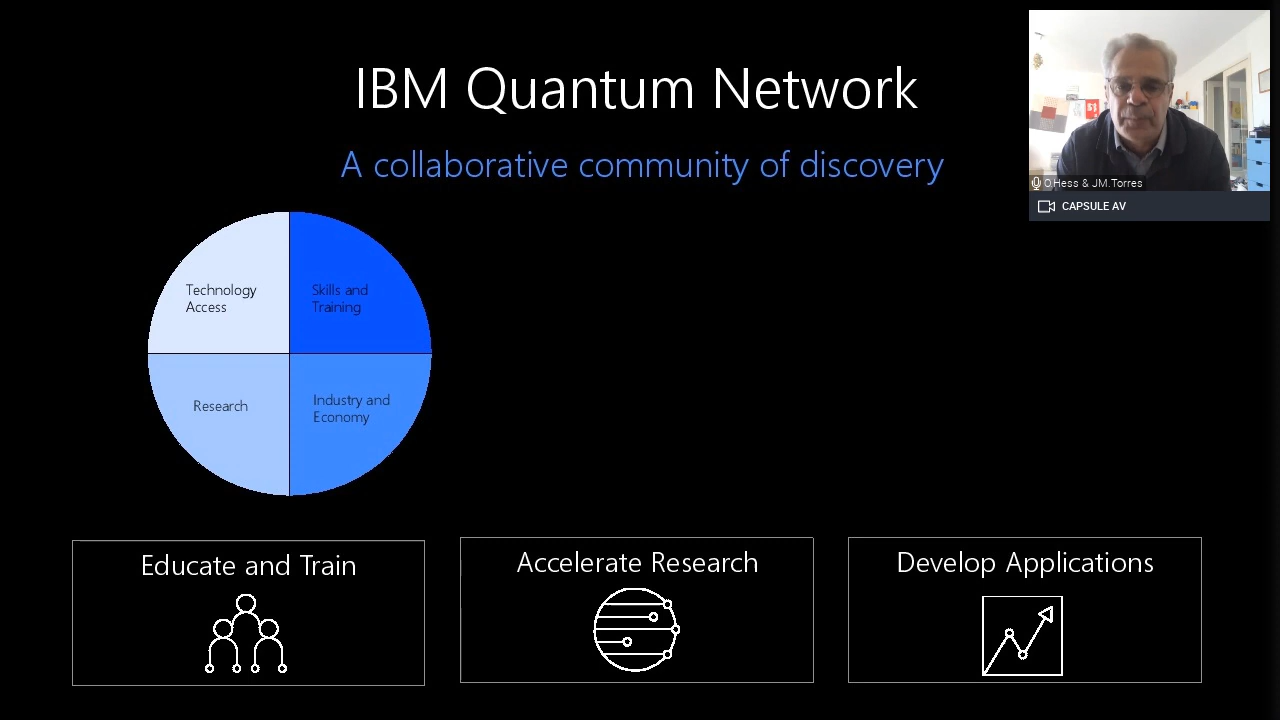 IBM Quantum Network
A collaborative community of discovery
O.Hess & JM.Torres
CAPSULE AV
Technology
Access
Skills and
Training
Research
Industry and
Economy
Educate and Train
Accelerate Research
Develop Applications